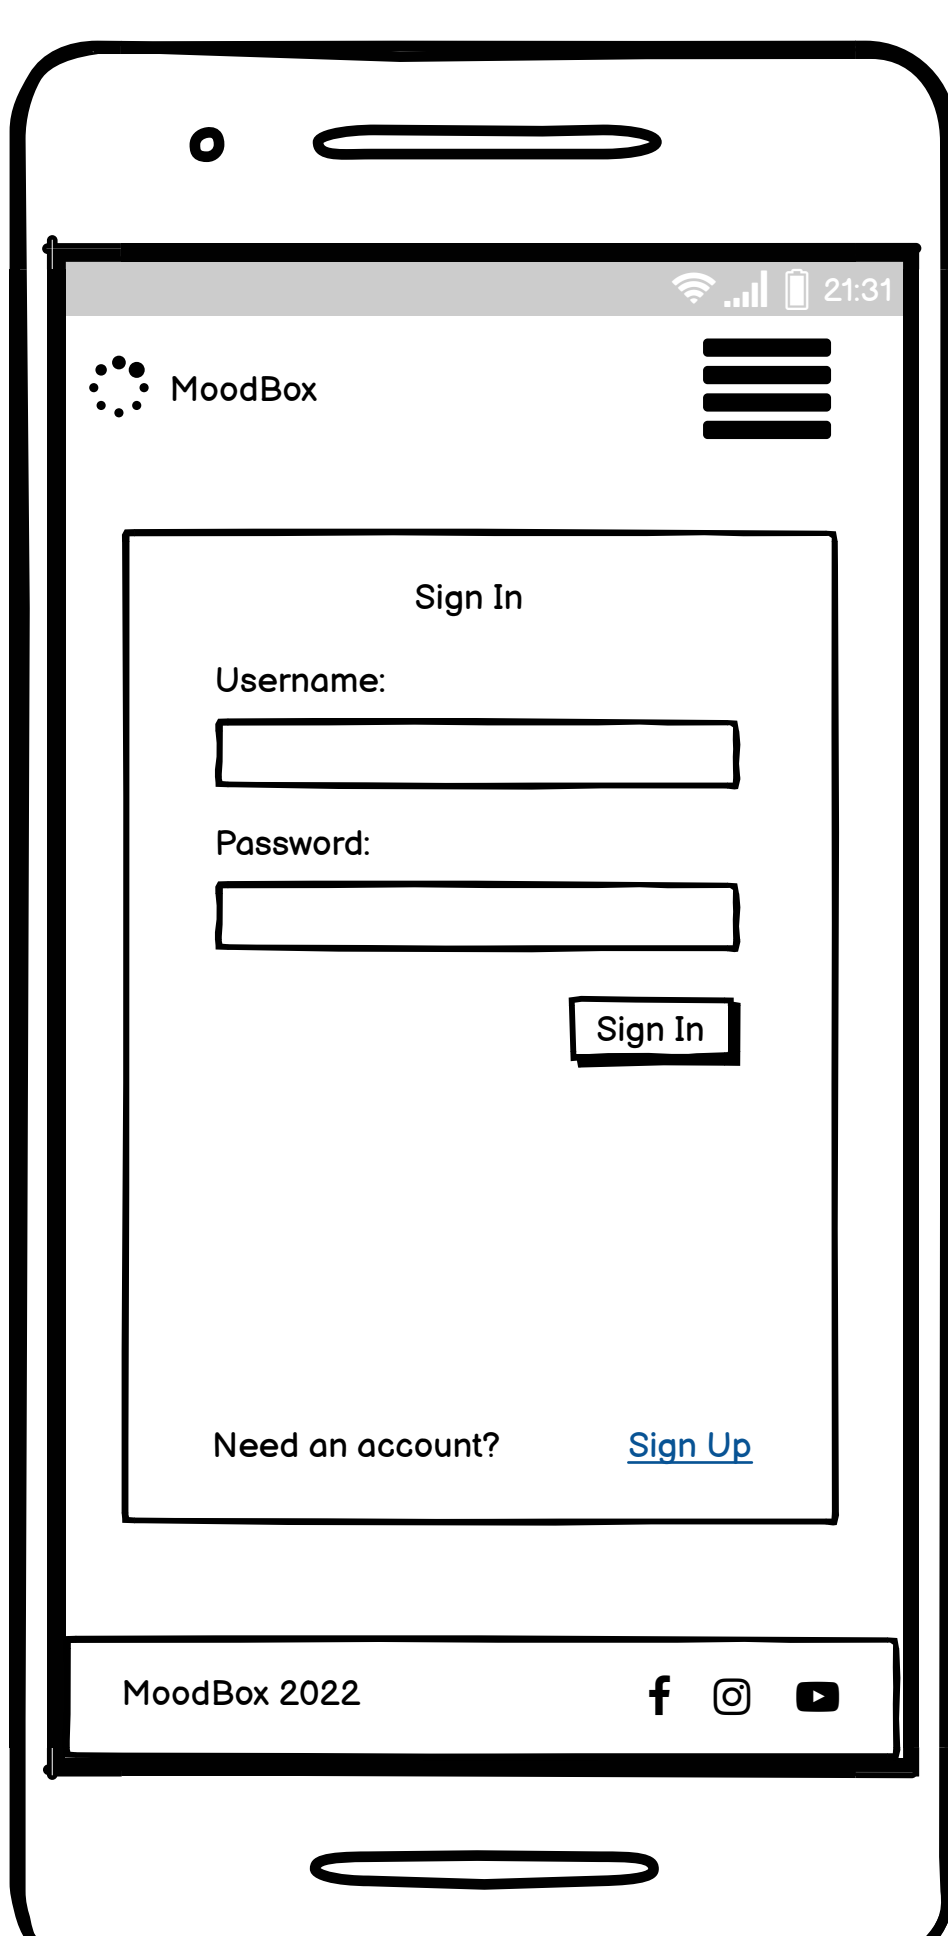 21:31
MoodBox
Sign In
Username:
Password:
Sign In
Need an account? Sign Up
MoodBox 2022